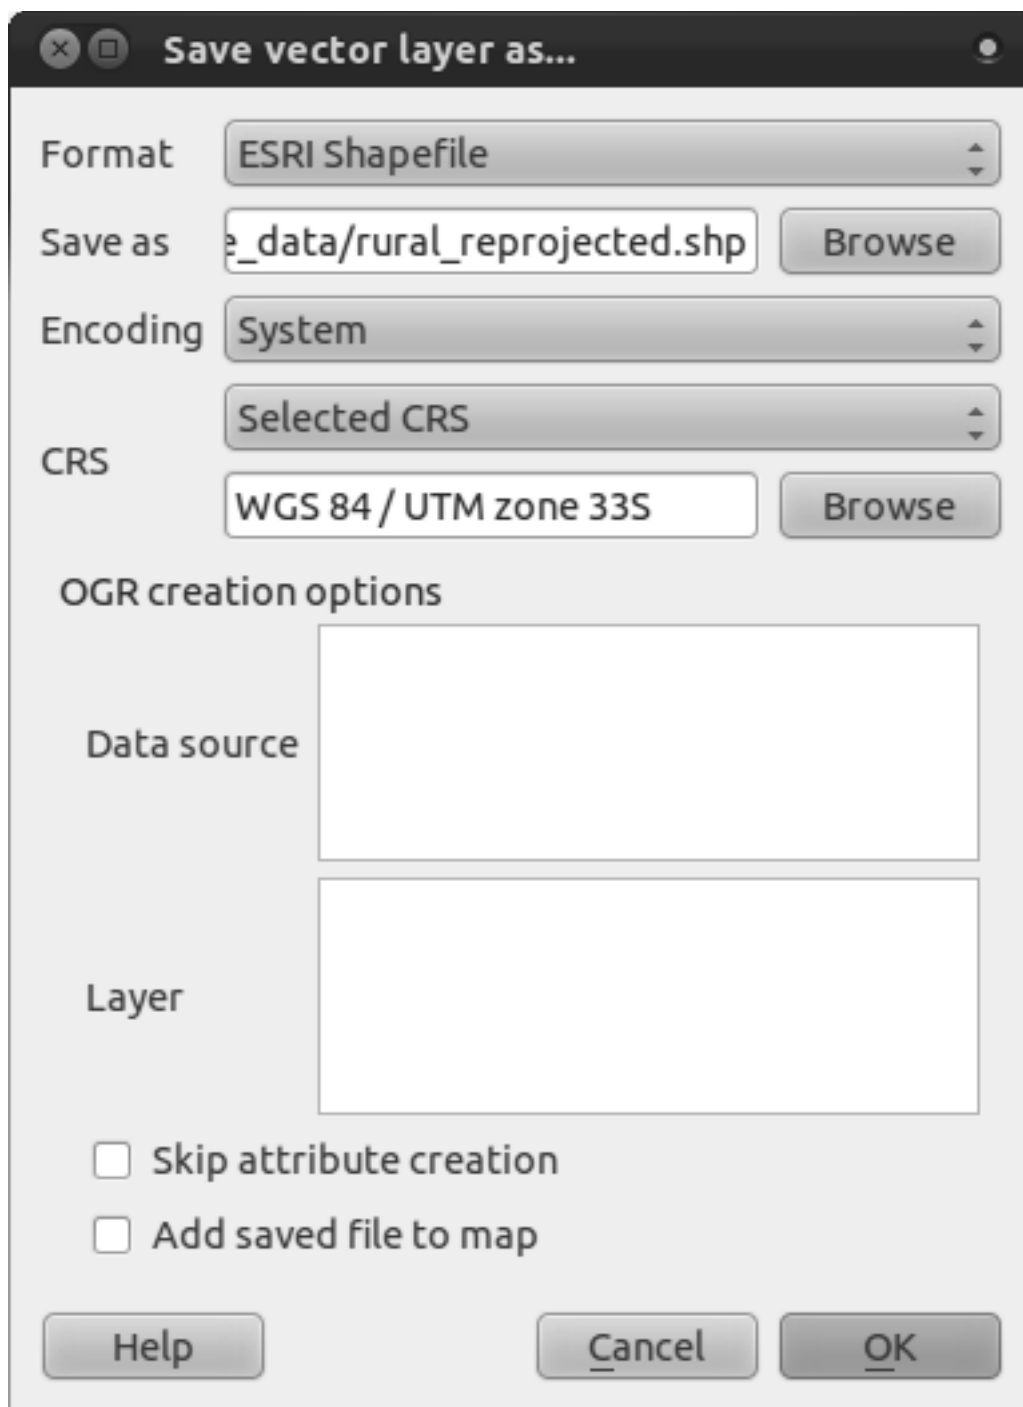 Save vector layer as...
Format ESRI Shapefile
Save as e_data/rural_reprojected.shp Browse
Encoding System
Selected CRS
CRS
WGS 84 / UTM zone 33S Browse
OGR creation options
Data source
Layer
Skip attribute creation
Add saved file to map
Help Cancel OK